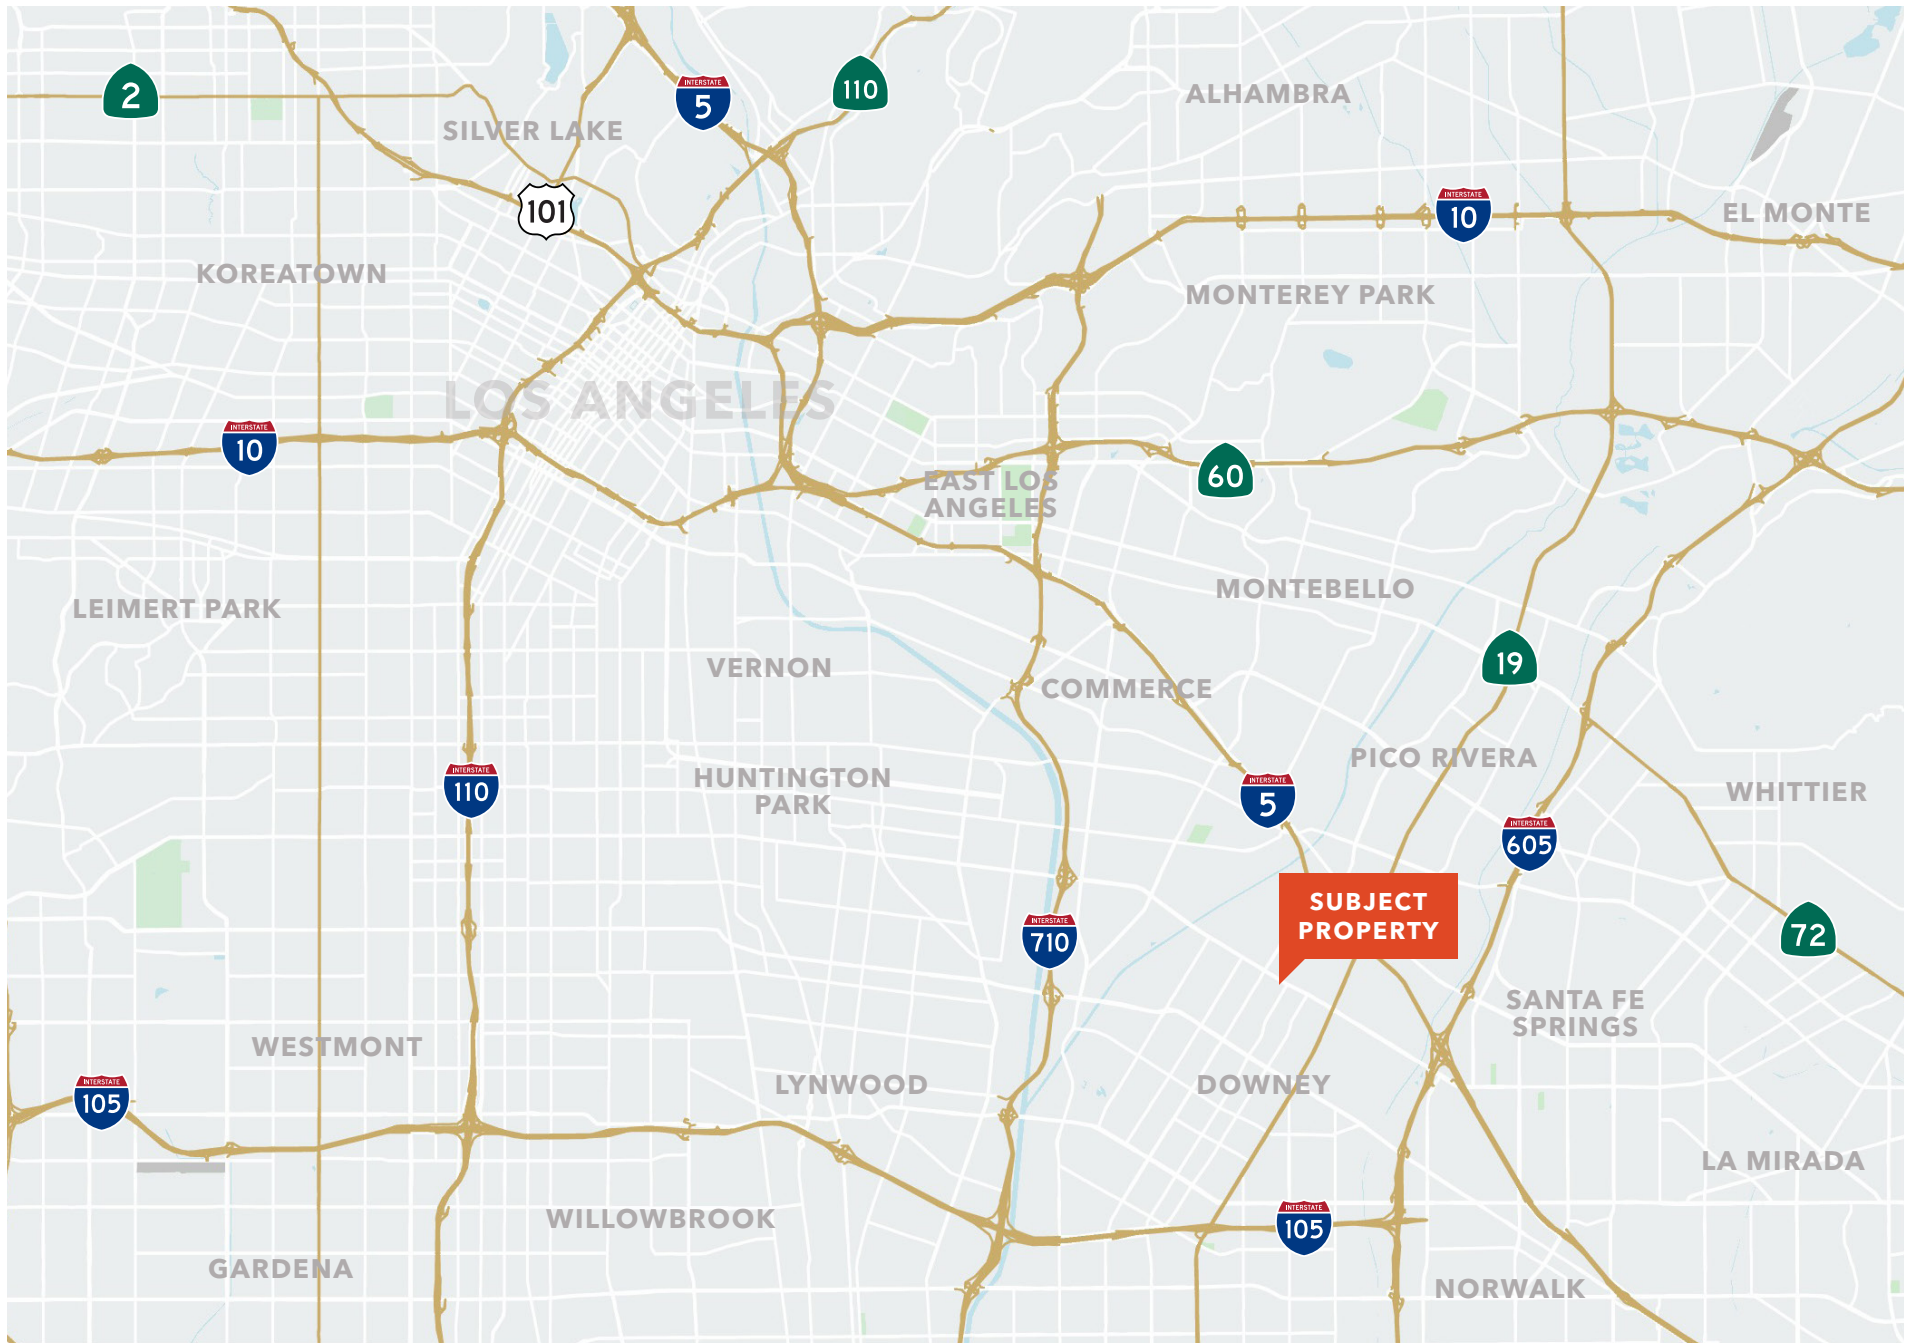 2
INTERSTATE
5
110
ALHAMBRA
SILVER LAKE
101
INTERSTATE
10
EL MONTE
KOREATOWN
MONTEREY PARK
LOS ANGELES
INTERSTATE
10
60
EAST LOS
ANGELES
MONTEBELLO
LEIMERT PARK
VERNON
19
COMMERCE
PICO RIVERA
INTERSTATE
110
HUNTINGTON
PARK
INTERSTATE
5
WHITTIER
INTERSTATE
605
SUBJECT
PROPERTY
INTERSTATE
710
72
SANTA FE
SPRINGS
WESTMONT
LYNWOOD
DOWNEY
INTERSTATE
105
LA MIRADA
WILLOWBROOK
INTERSTATE
105
GARDENA
NORWALK